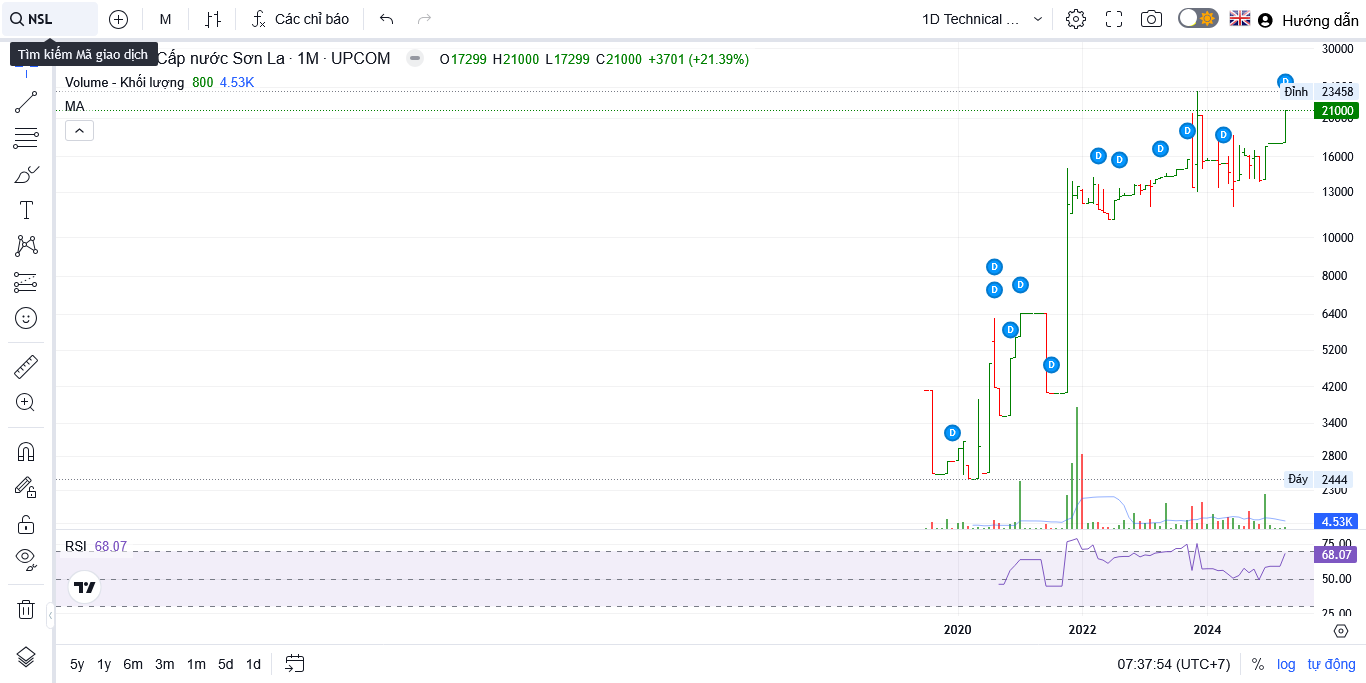 NSL
M
Các chỉ báo
1D Technical ...
Hướng dẫn
Tìm kiếm Mã giao dịch
Cấp nước Sơn La · 1M · UPCOM
O17299 H21000 L17299 C21000 +3701 (+21.39%)
Volume - Khối lượng 800 4.53K
MA
30000
D
Đỉnh 23458
21000
20000
D D D D D
16000
13000
10000
D
D
D
8000
D
6400
5200
D
4200
D
3400
2800
Đáy 2444
2300
4.53K
RSI 68.07
75.00
68.07
50.00
25.00
2020 2022 2024
5y 1y 6m 3m 1m 5d 1d
07:37:54 (UTC+7)
% log tự động